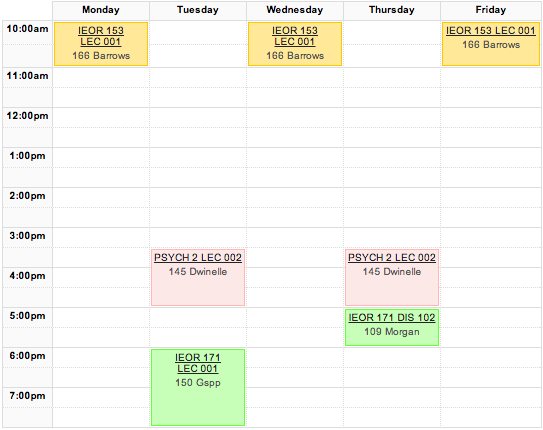 Monday Tuesday Wednesday Thursday Friday
10:00am
IEOR 153
LEC 001
166 Barrows
IEOR 153
LEC 001
166 Barrows
IEOR 153 LEC 001
166 Barrows
11:00am
12:00pm
1:00pm
2:00pm
3:00pm
PSYCH 2 LEC 002
145 Dwinelle
PSYCH 2 LEC 002
145 Dwinelle
4:00pm
5:00pm
IEOR 171 DIS 102
109 Morgan
6:00pm
IEOR 171
LEC 001
150 Gspp
7:00pm